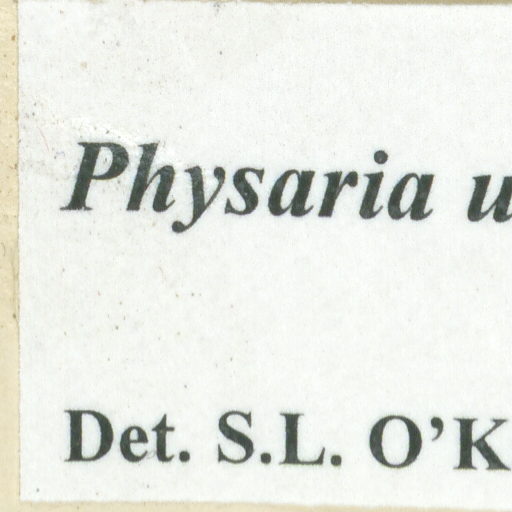 Physaria u
Det. S.L. O’K